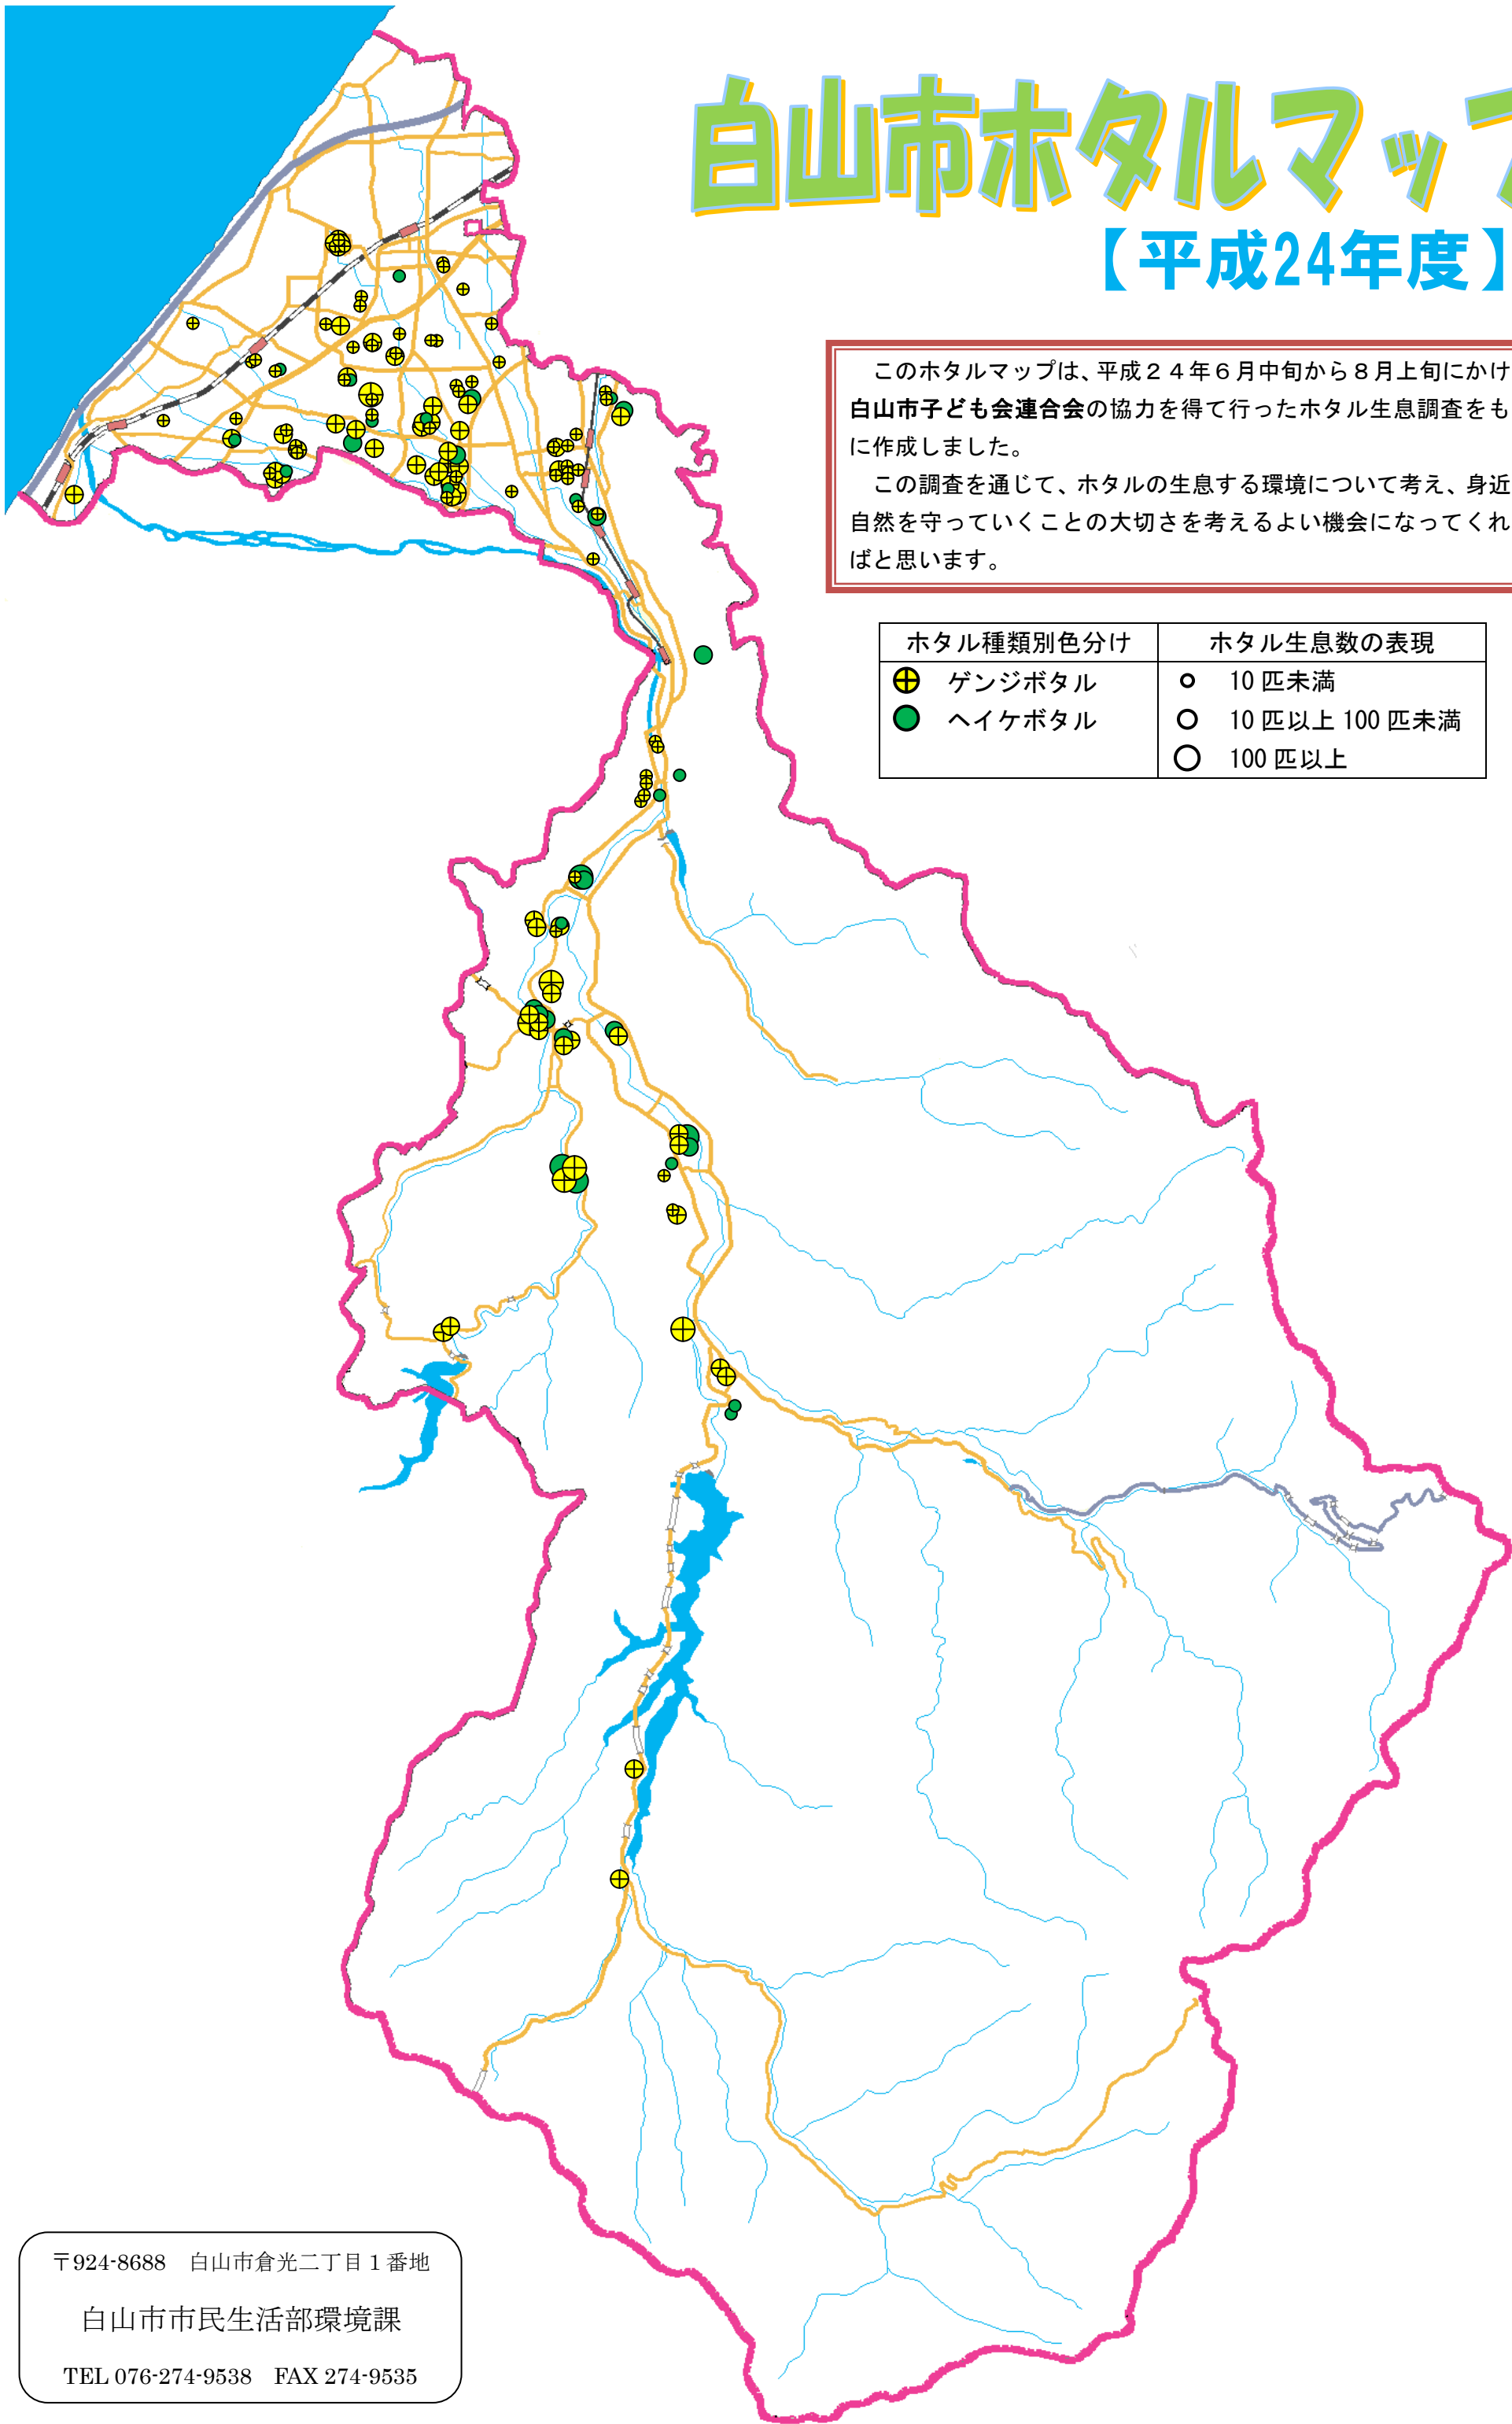 白山市ホタルマップ
【平成24年度】
このホタルマップは、平成２４年６月中旬から８月上旬にかけ
白山市子ども会連合会の協力を得て行ったホタル生息調査をも
に作成しました。
この調査を通じて、ホタルの生息する環境について考え、身近
自然を守っていくことの大切さを考えるよい機会になってくれ
ばと思います。
ホタル種類別色分け ホタル生息数の表現
ゲンジボタル 10 匹未満
ヘイケボタル 10 匹以上 100 匹未満
100 匹以上
〒924-8688 白山市倉光二丁目１番地
白山市市民生活部環境課
TEL 076-274-9538 FAX 274-9535